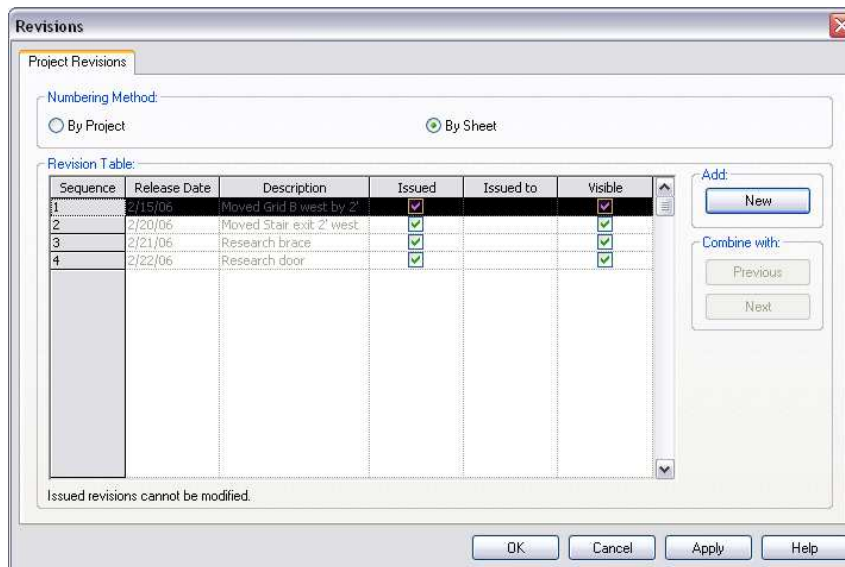 Revisions
Project Revisions
Numbering Method:
By Project By Sheet
Revision Table:
Sequence Release Date Description Issued Issued to Visible
1 2/15/06 Moved Grid B west by 2'
2 2/20/06 Moved Stair exit 2' west
3 2/21/06 Research brace
4 2/22/06 Research door
Add:
New
Combine with:
Previous
Next
Issued revisions cannot be modified.
OK Cancel Apply Help